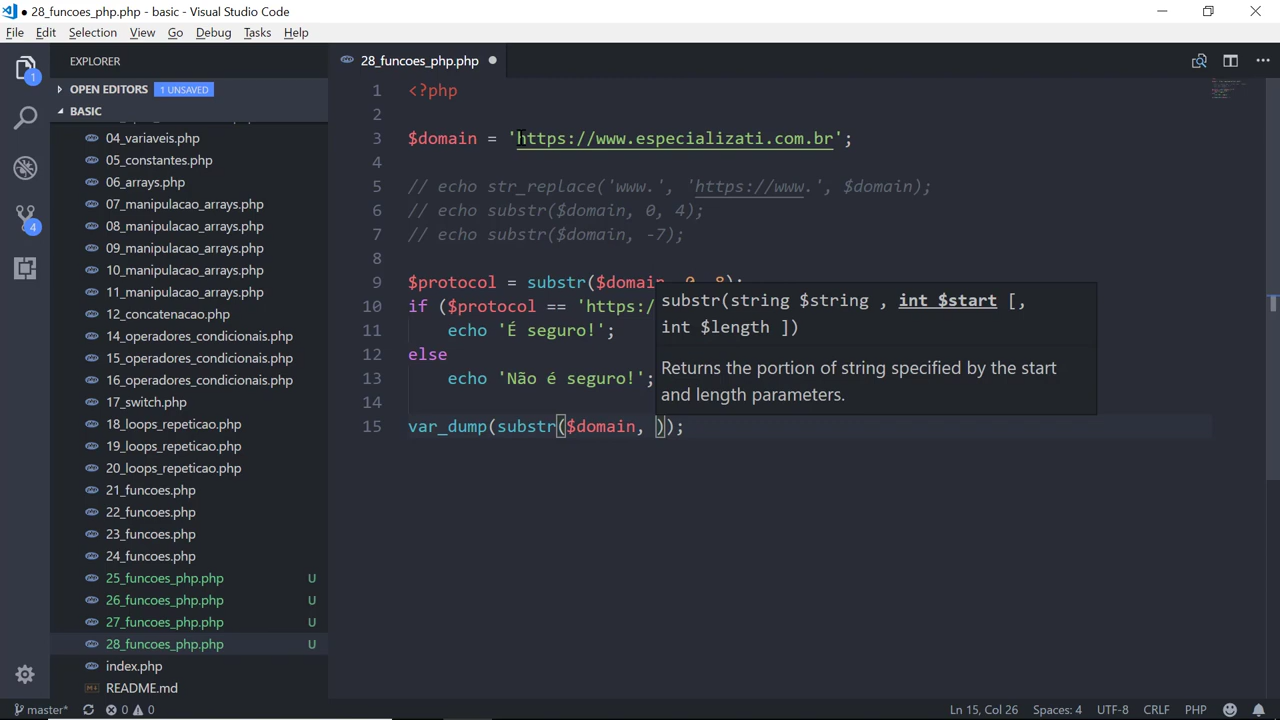 28_funcoes_php.php - basic - Visual Studio Code
File Edit Selection View Go Debug Tasks Help
EXPLORER
28_funcoes_php.php
OPEN EDITORS 1 UNSAVED
BASIC
04_variaveis.php
05_constantes.php
06_arrays.php
07_manipulacao_arrays.php
08_manipulacao_arrays.php
09_manipulacao_arrays.php
10_manipulacao_arrays.php
11_manipulacao_arrays.php
12_concatenacao.php
14_operadores_condicionais.php
15_operadores_condicionais.php
16_operadores_condicionais.php
17_switch.php
18_loops_repeticao.php
19_loops_repeticao.php
20_loops_repeticao.php
21_funcoes.php
22_funcoes.php
23_funcoes.php
24_funcoes.php
25_funcoes_php.php U
26_funcoes_php.php U
27_funcoes_php.php U
28_funcoes_php.php U
index.php
README.md
1
4
1 <?php
2
3 $domain = 'https://www.especializati.com.br';
4
5 // echo str_replace('www.', 'https://www.', $domain);
6 // echo substr($domain, 0, 4);
7 // echo substr($domain, -7);
8
9 $protocol = substr($domain, 0, 8);
10 if ($protocol == 'https:/
11 echo 'É seguro!';
12 else
13 echo 'Não é seguro!';
14
15 var_dump(substr($domain, ));
substr(string $string , int $start [,
int $length ])
Returns the portion of string specified by the start
and length parameters.
master* 0 0 Ln 15, Col 26 Spaces: 4 UTF-8 CRLF PHP